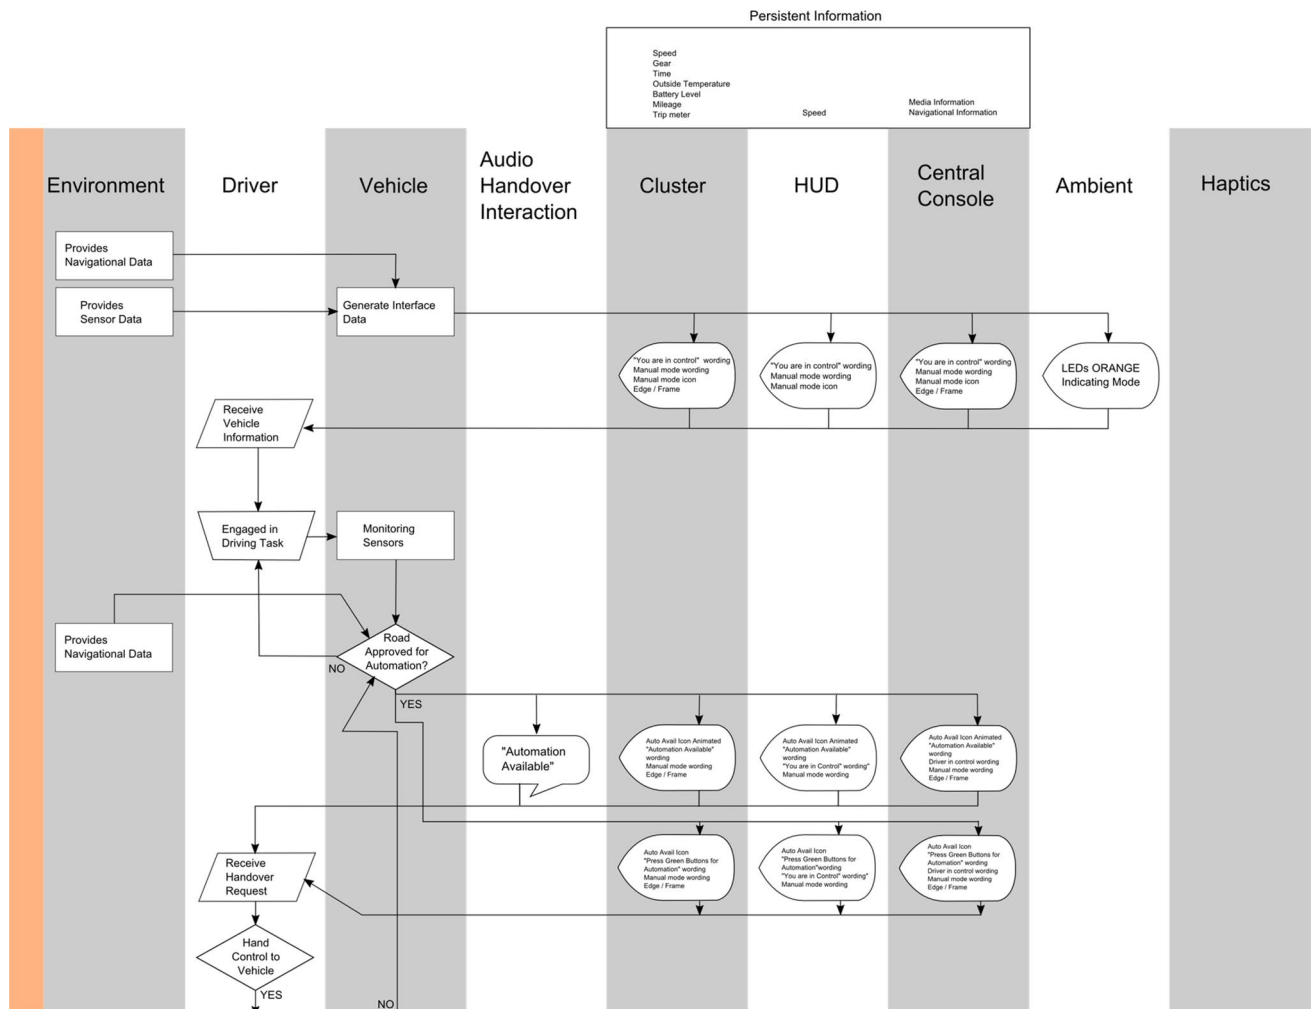 Persistent Information
Speed
Gear
Time
Outside Temperature
Battery Level
Mileage
Trip meter
Speed
Media Information
Navigational Information
Environment
Driver
Vehicle
Audio
Handover
Interaction
Cluster
HUD
Central
Console
Ambient
Haptics
Provides
Navigational Data
Provides
Sensor Data
Generate Interface
Data
"You are in control" wording
Manual mode wording
Manual mode icon
Edge / Frame
"You are in control" wording
Manual mode wording
Manual mode icon
"You are in control" wording
Manual mode wording
Manual mode icon
Edge / Frame
LEDs ORANGE
Indicating Mode
Receive
Vehicle
Information
Engaged in
Driving Task
Monitoring
Sensors
Provides
Navigational Data
Road
Approved for
Automation?
NO
YES
"Automation
Available"
Auto Avail Icon Animated
"Automation Available"
wording
Manual mode wording
Edge / Frame
Auto Avail Icon Animated
"Automation Available"
wording
"You are in Control" wording"
Manual mode wording
Auto Avail Icon Animated
"Automation Available"
wording
Driver in control wording
Manual mode wording
Edge / Frame
Receive
Handover
Request
Auto Avail Icon
"Press Green Buttons for
Automation" wording
Manual mode wording
Edge / Frame
Auto Avail Icon
"Press Green Buttons for
Automation"wording
"You are in Control" wording"
Manual mode wording
Auto Avail Icon
"Press Green Buttons for
Automation" wording
Driver in control wording
Manual mode wording
Edge / Frame
Hand
Control to
Vehicle
YES
NO